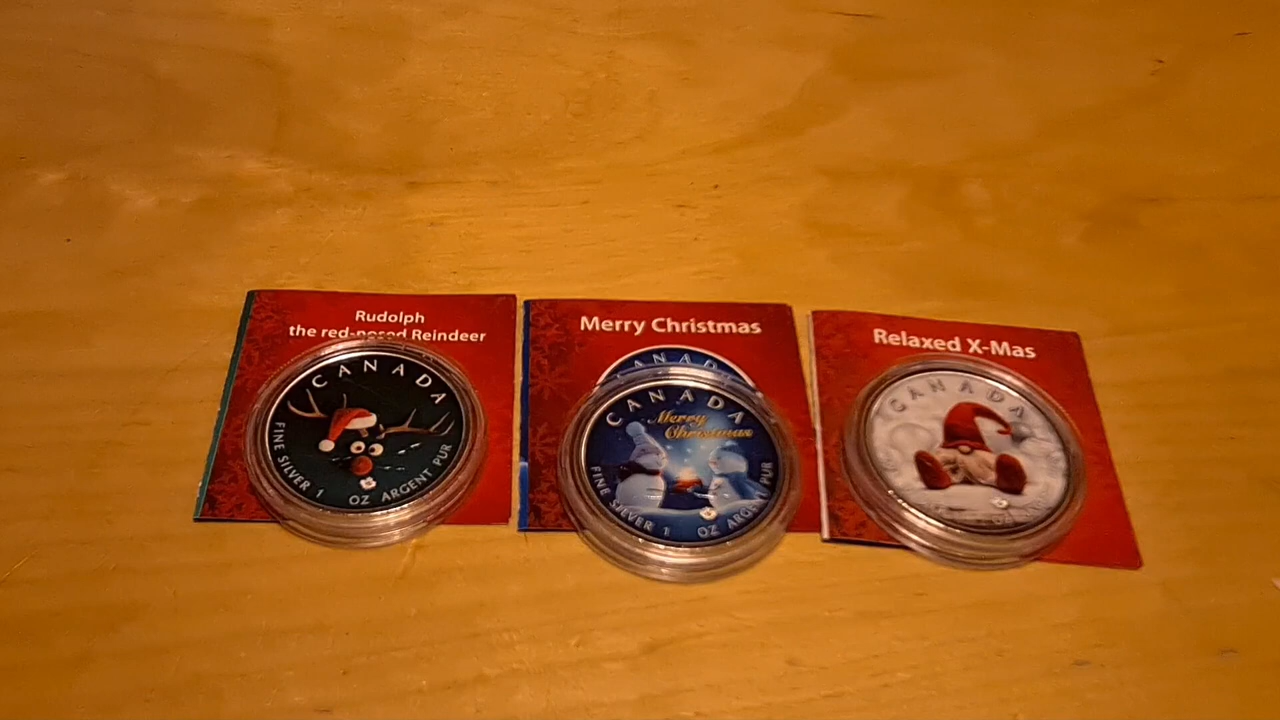 Rudolph
the red-nosed Reindeer
CANADA
FINE SILVER 1 OZ ARGENT PUR
Merry Christmas
CANADA
CANADA
Merry
Christmas
FINE SILVER 1 OZ ARGENT PUR
Relaxed X-Mas
CANADA